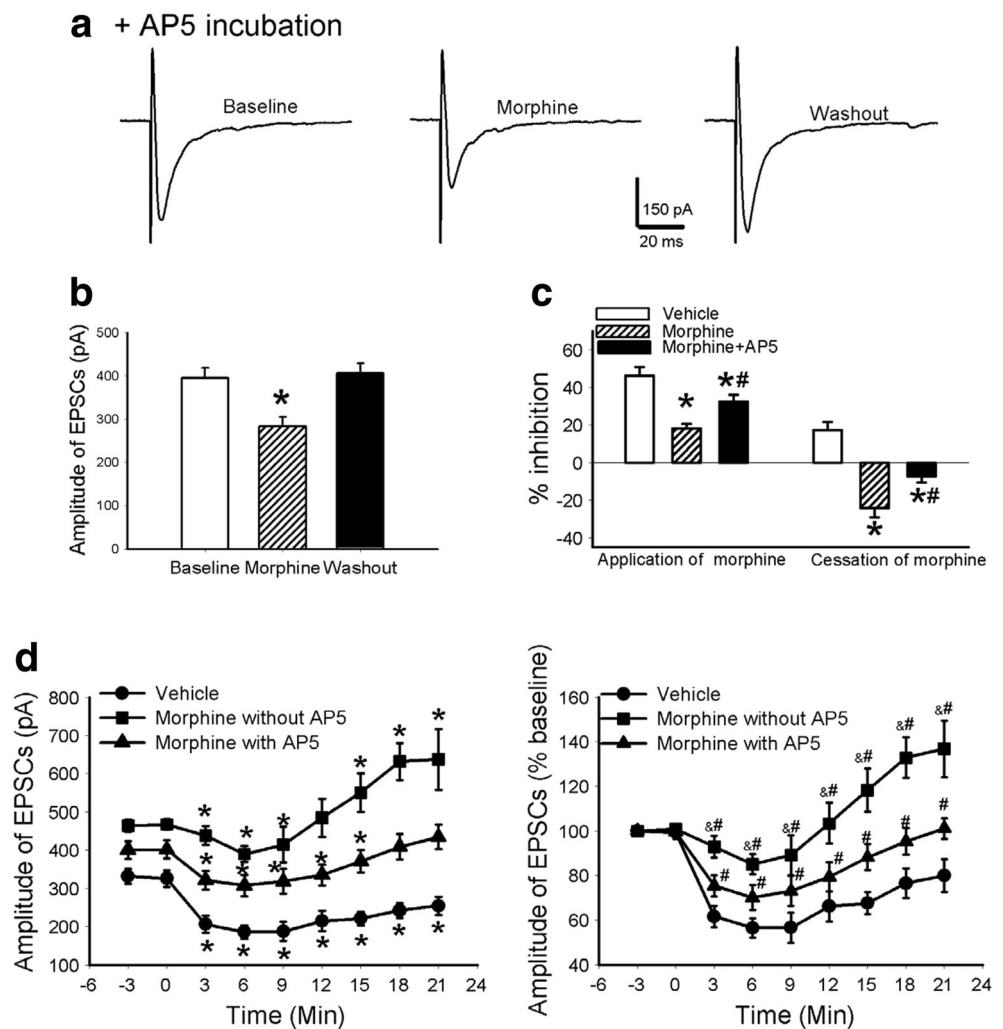 a + AP5 incubation
Baseline
Morphine
Washout
150 pA
20 ms
b
Amplitude of EPSCs (pA)
500
400
300
200
100
0
*
Baseline Morphine Washout
c
Vehicle
Morphine
Morphine+AP5
% inhibition
60
40
20
0
-20
-40
* *#
* *#
Application of morphine Cessation of morphine
d
Amplitude of EPSCs (pA)
800
700
600
500
400
300
200
100
Vehicle
Morphine without AP5
Morphine with AP5
* * * * * *
* * * * *
* * * * * * *
-6 -3 0 3 6 9 12 15 18 21 24
Time (Min)
Amplitude of EPSCs (% baseline)
160
140
120
100
80
60
40
Vehicle
Morphine without AP5
Morphine with AP5
&# &# &# &# &# &# &#
# # # # # # #
-6 -3 0 3 6 9 12 15 18 21 24
Time (Min)